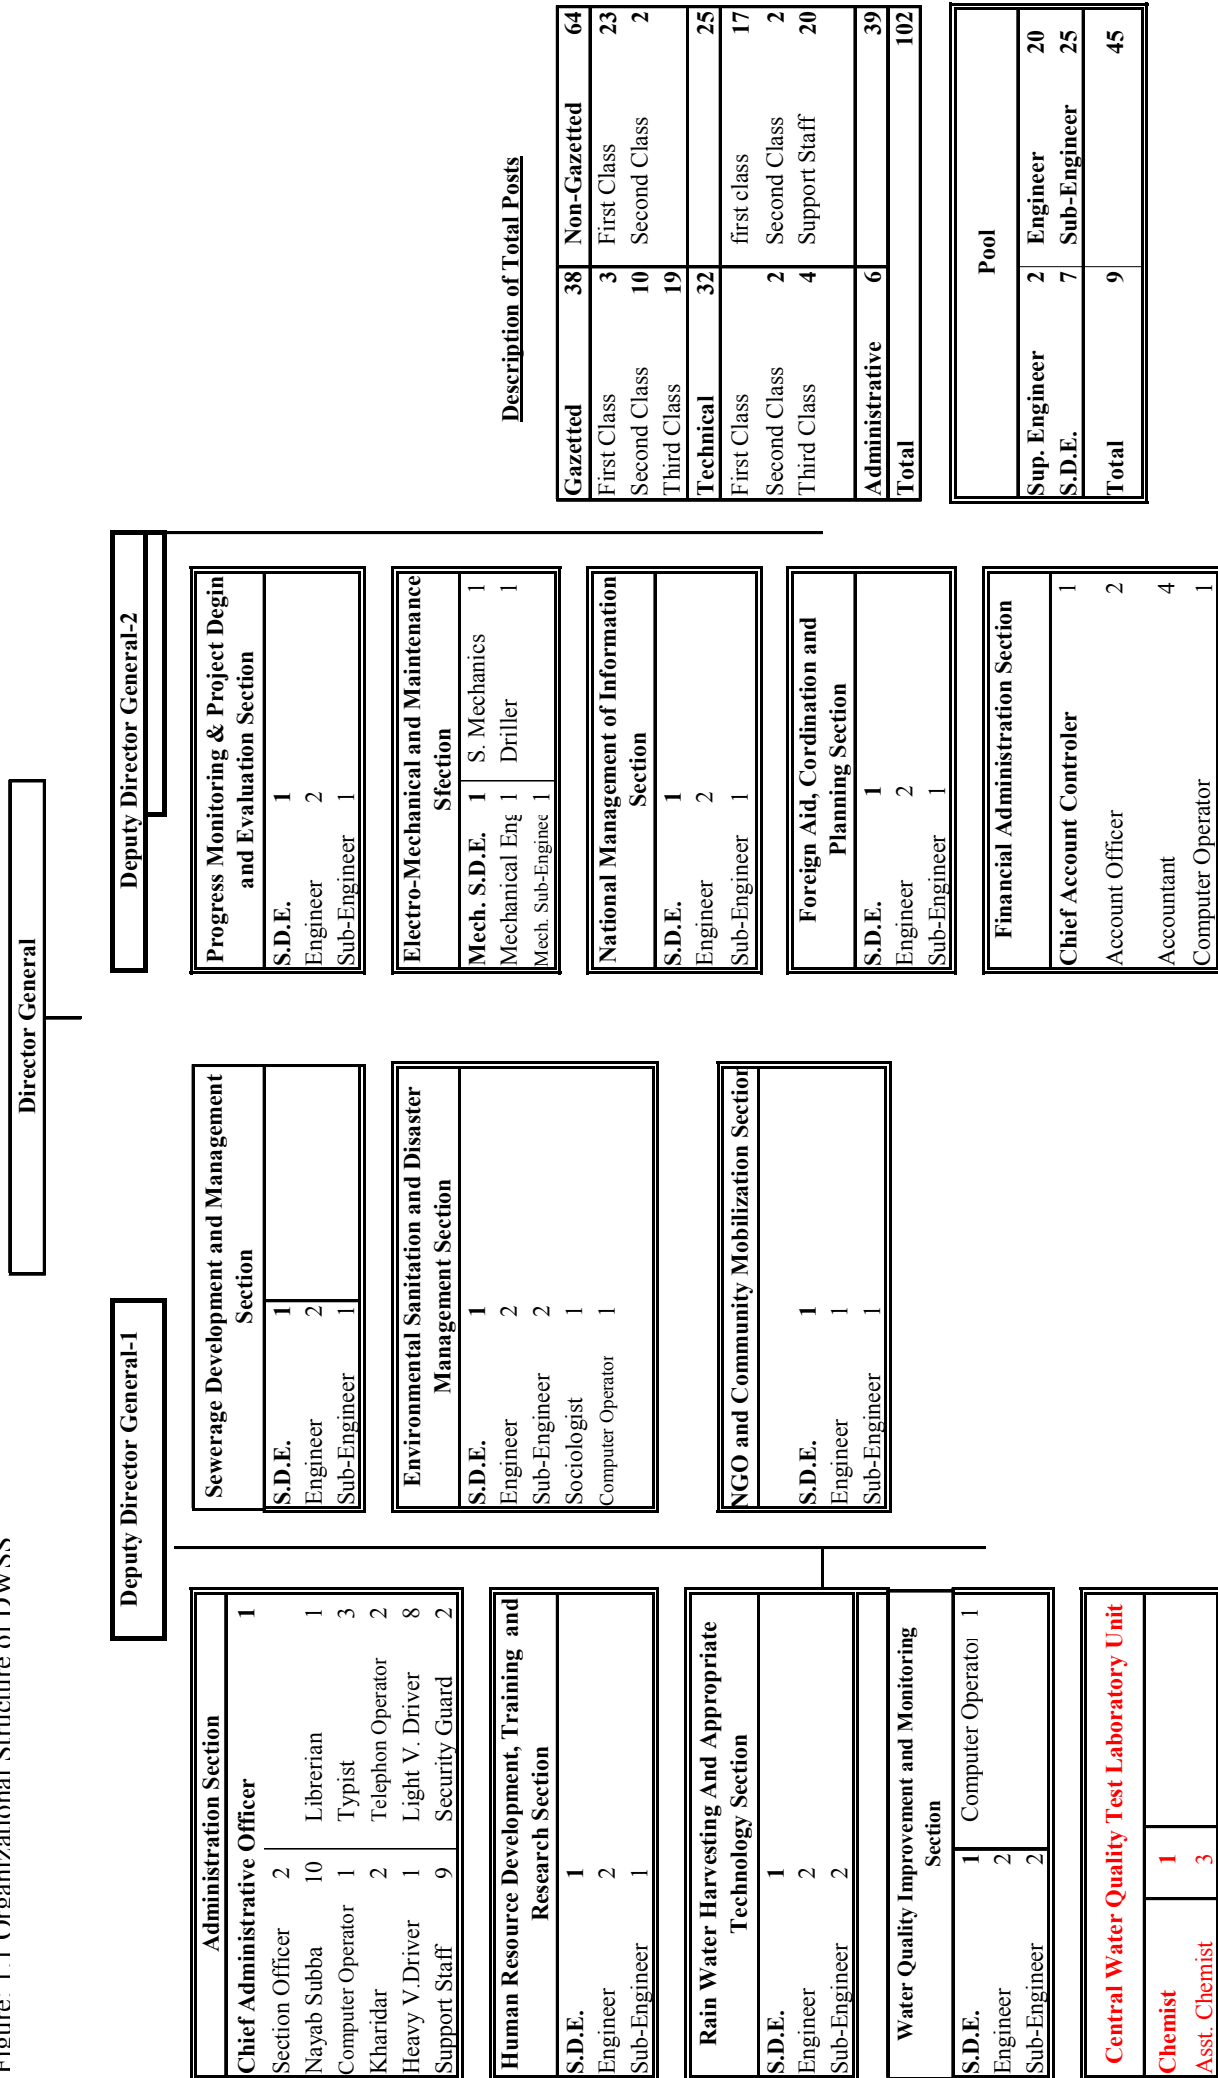 Figure: 1.1 Organizational Structure of DWSS
Director General
Deputy Director General-1
Deputy Director General-2
Administration Section
Chief Administrative Officer 1
Section Officer 2
Nayab Subba 10 Librerian 1
Computer Operator 1 Typist 3
Kharidar 2 Telephon Operator 2
Heavy V.Driver 1 Light V. Driver 8
Support Staff 9 Security Guard 2
Human Resource Development, Training and
Research Section
S.D.E. 1
Engineer 2
Sub-Engineer 1
Rain Water Harvesting And Appropriate
Technology Section
S.D.E. 1
Engineer 2
Sub-Engineer 2
Water Quality Improvement and Monitoring
Section
S.D.E. 1 Computer Operator 1
Engineer 2
Sub-Engineer 2
Central Water Quality Test Laboratory Unit
Chemist 1
Asst. Chemist 3
Sewerage Development and Management
Section
S.D.E. 1
Engineer 2
Sub-Engineer 1
Environmental Sanitation and Disaster
Management Section
S.D.E. 1
Engineer 2
Sub-Engineer 2
Sociologist 1
Computer Operator 1
NGO and Community Mobilization Section
S.D.E. 1
Engineer 1
Sub-Engineer 1
Progress Monitoring & Project Degin
and Evaluation Section
S.D.E. 1
Engineer 2
Sub-Engineer 1
Electro-Mechanical and Maintenance
Sfection
Mech. S.D.E. 1 S. Mechanics 1
Mechanical Eng 1 Driller 1
Mech. Sub-Enginee 1
National Management of Information
Section
S.D.E. 1
Engineer 2
Sub-Engineer 1
Foreign Aid, Cordination and
Planning Section
S.D.E. 1
Engineer 2
Sub-Engineer 1
Financial Administration Section
Chief Account Controler 1
Account Officer 2
Accountant 4
Computer Operator 1
Description of Total Posts
Gazetted 38 Non-Gazetted 64
First Class 3 First Class 23
Second Class 10 Second Class 2
Third Class 19
Technical 32 25
First Class first class 17
Second Class 2 Second Class 2
Third Class 4 Support Staff 20
Administrative 6 39
Total 102
Pool
Sup. Engineer 2 Engineer 20
S.D.E. 7 Sub-Engineer 25
Total 9 45